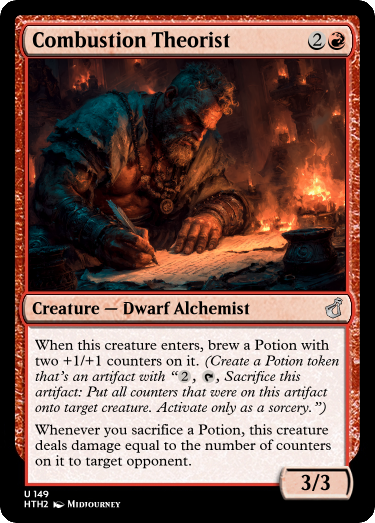 Combustion Theorist 2
Creature — Dwarf Alchemist
When this creature enters, brew a Potion with
two +1/+1 counters on it. (Create a Potion token
that's an artifact with “2, , Sacrifice this
artifact: Put all counters that were on this artifact
onto target creature. Activate only as a sorcery.”)
Whenever you sacrifice a Potion, this creature
deals damage equal to the number of counters
on it to target opponent.
3/3
U 149
HTH2 Midjourney